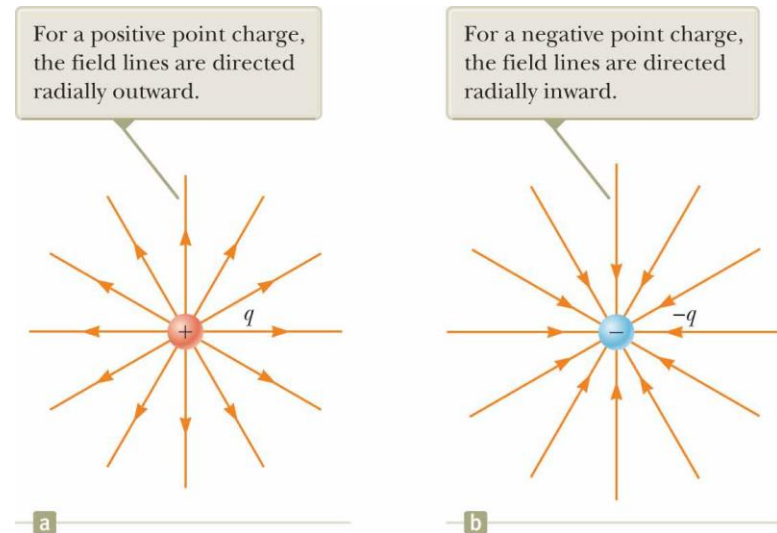 For a positive point charge,
the field lines are directed
radially outward.
For a negative point charge,
the field lines are directed
radially inward.
+
q
−
−q
a
b